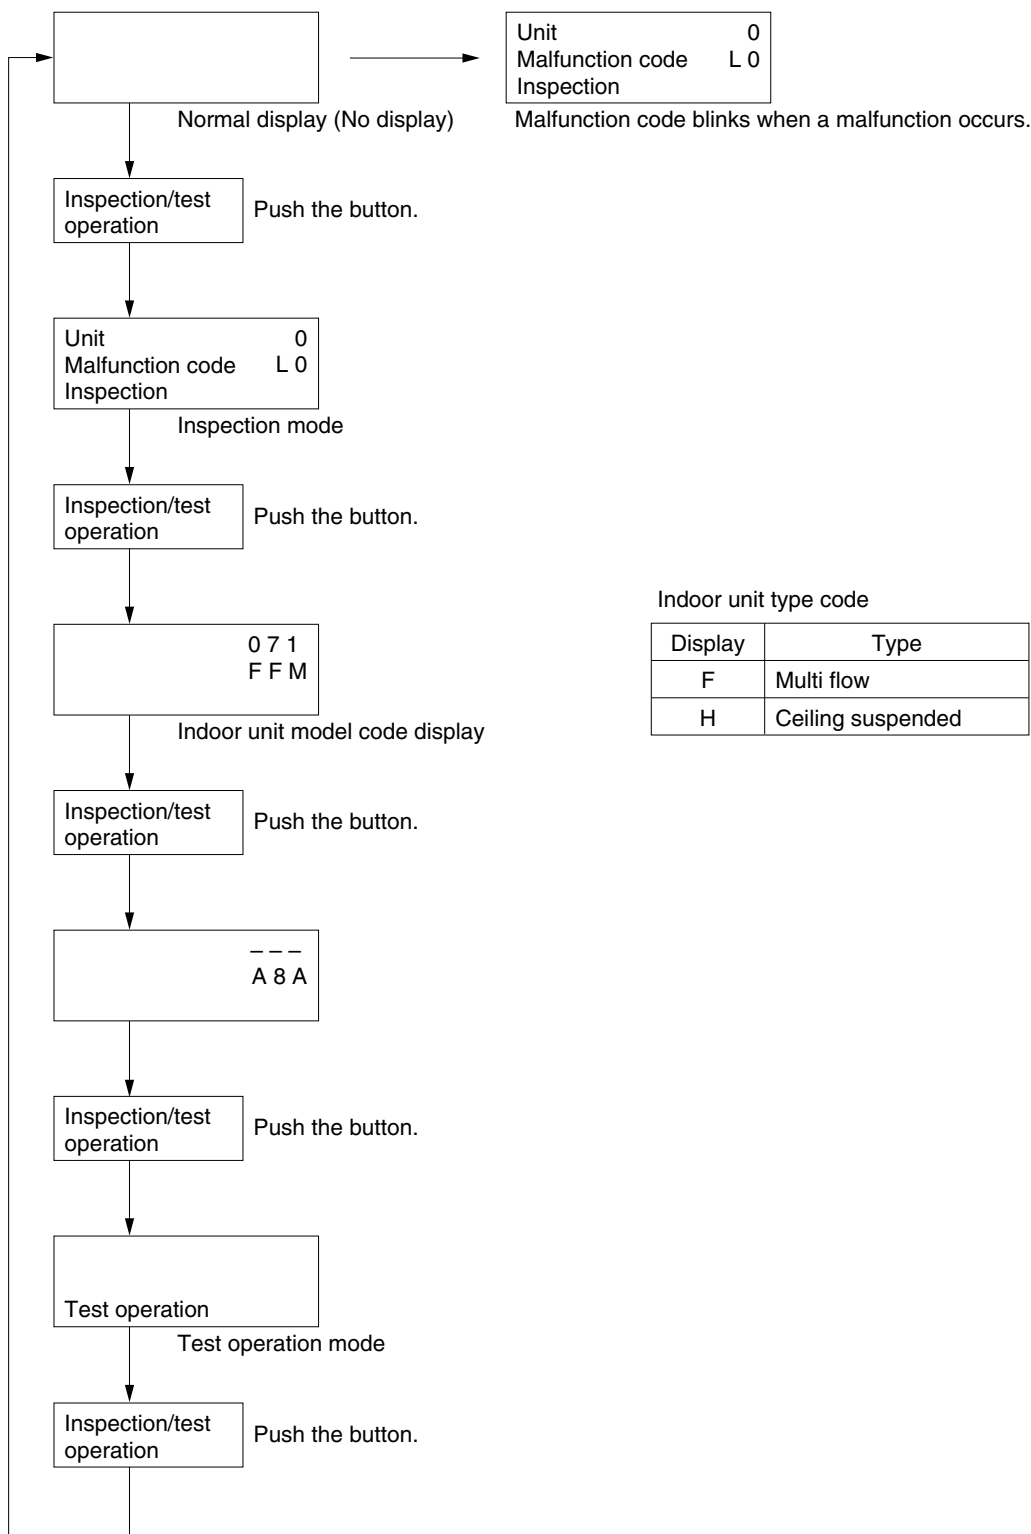 Unit 0
Malfunction code L 0
Inspection
Normal display (No display)
Malfunction code blinks when a malfunction occurs.
Inspection/test
operation
Push the button.
Unit 0
Malfunction code L 0
Inspection
Inspection mode
Inspection/test
operation
Push the button.
0 7 1
F F M
Indoor unit model code display
Indoor unit type code
Display Type
F Multi flow
H Ceiling suspended
Inspection/test
operation
Push the button.
– – –
A 8 A
Inspection/test
operation
Push the button.
Test operation
Test operation mode
Inspection/test
operation
Push the button.